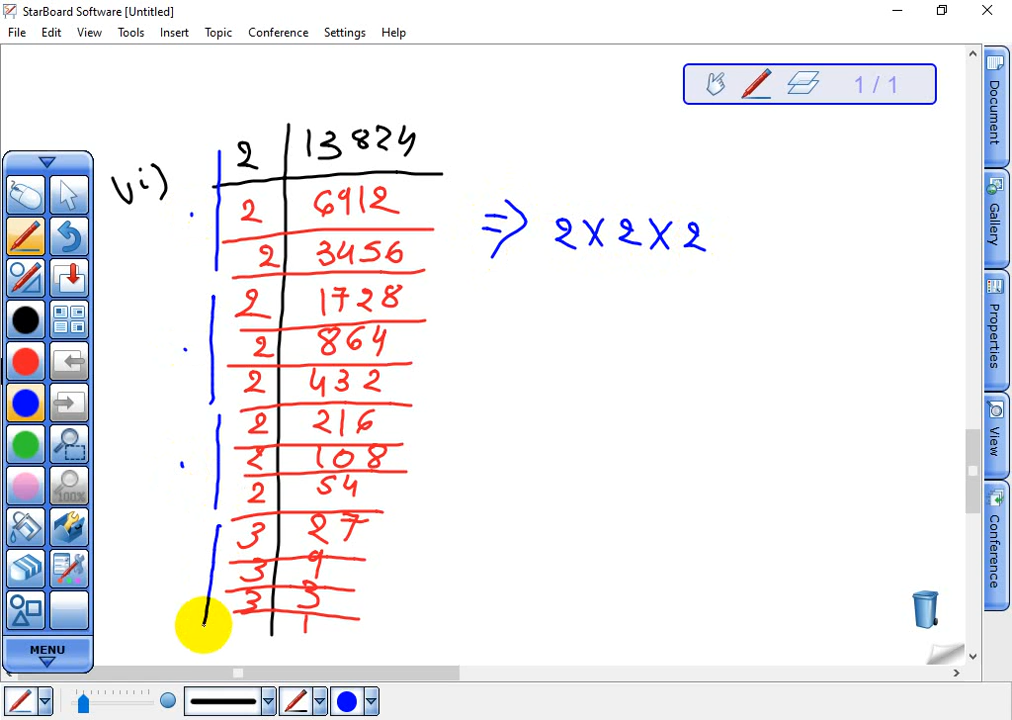 StarBoard Software [Untitled]
File Edit View Tools Insert Topic Conference Settings Help
1 / 1
Document
Gallery
Properties
View
Conference
100%
MENU
vi)
2 13824
2 6912
2 3456
2 1728
2 864
2 432
2 216
2 108
2 54
3 27
3 9
3 3
1
⇒ 2 X 2 X 2